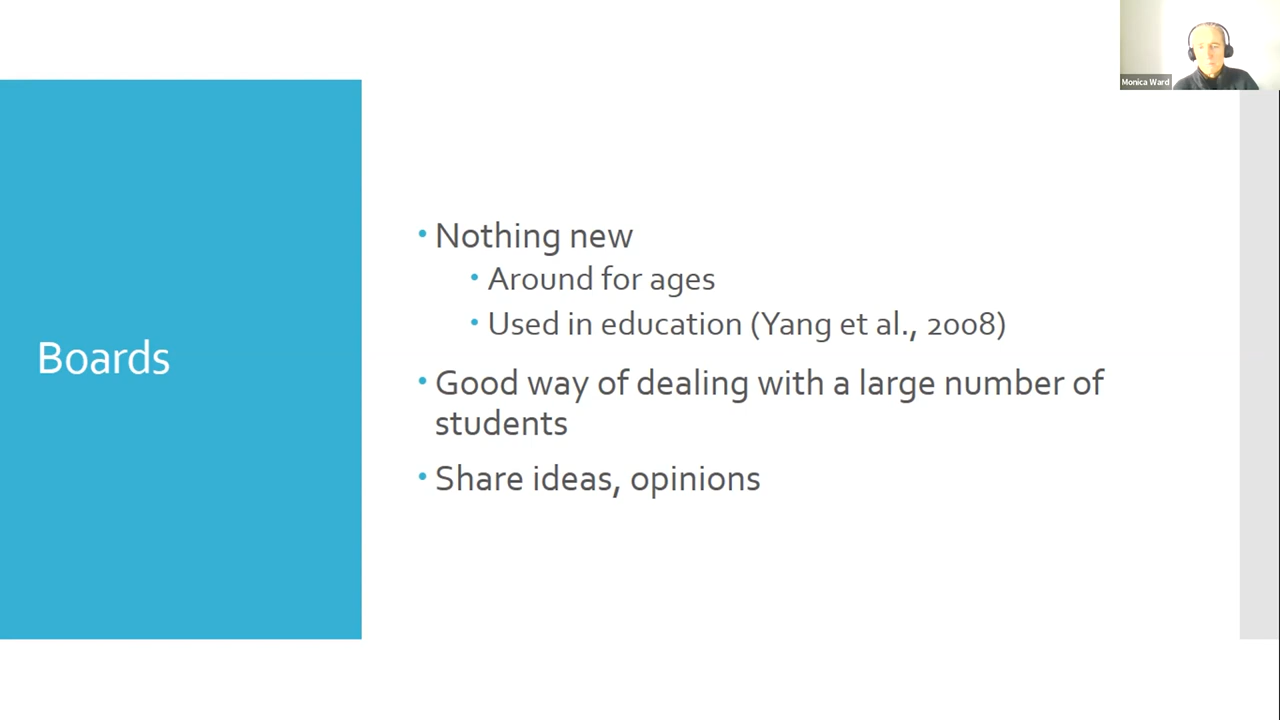 Monica Ward
Boards
• Nothing new
• Around for ages
• Used in education (Yang et al., 2008)
• Good way of dealing with a large number of
students
• Share ideas, opinions